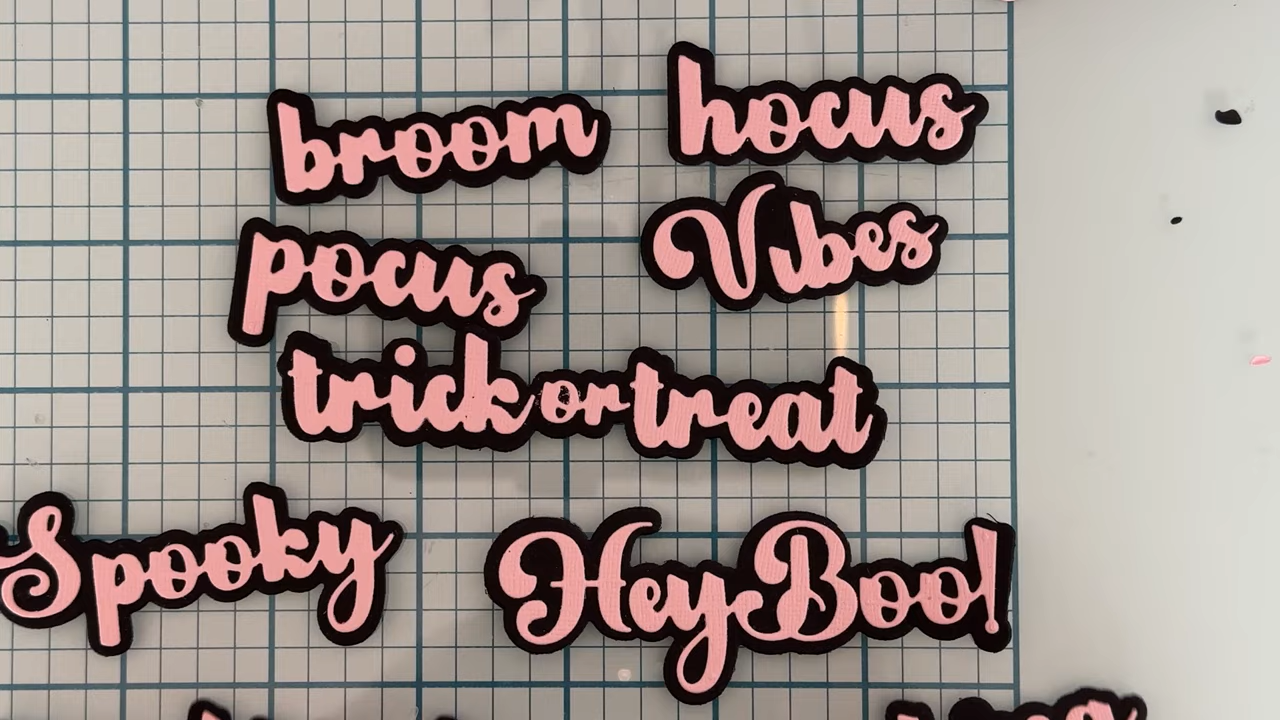 broom
hocus
pocus
Vibes
trick or treat
Spooky
Hey Boo!